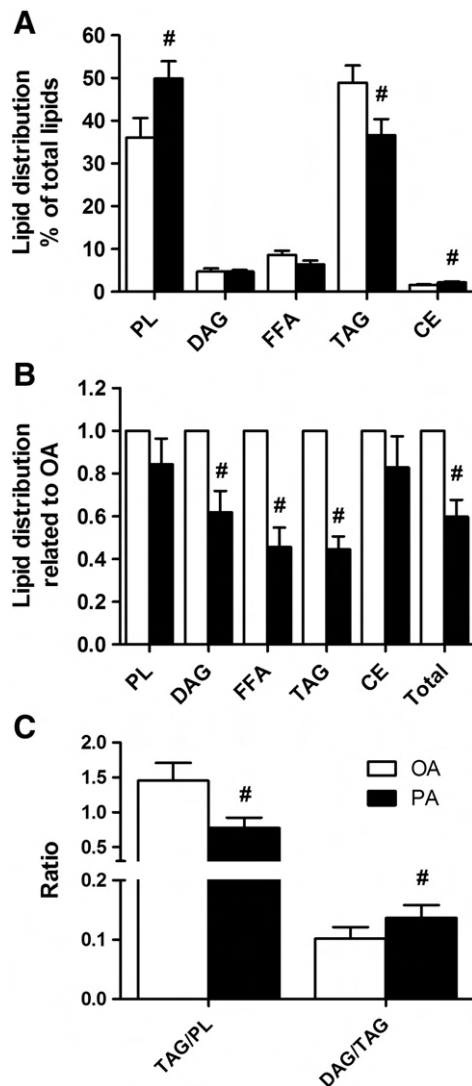 A
Lipid distribution
% of total lipids
60
50
40
30
20
10
0
#
#
#
PL
DAG
FFA
TAG
CE
B
Lipid distribution
related to OA
1.2
1.0
0.8
0.6
0.4
0.2
0.0
#
#
#
#
PL
DAG
FFA
TAG
CE
Total
C
Ratio
2.0
1.5
1.0
0.5
0.2
0.1
0.0
#
#
OA
PA
TAG/PL
DAG/TAG